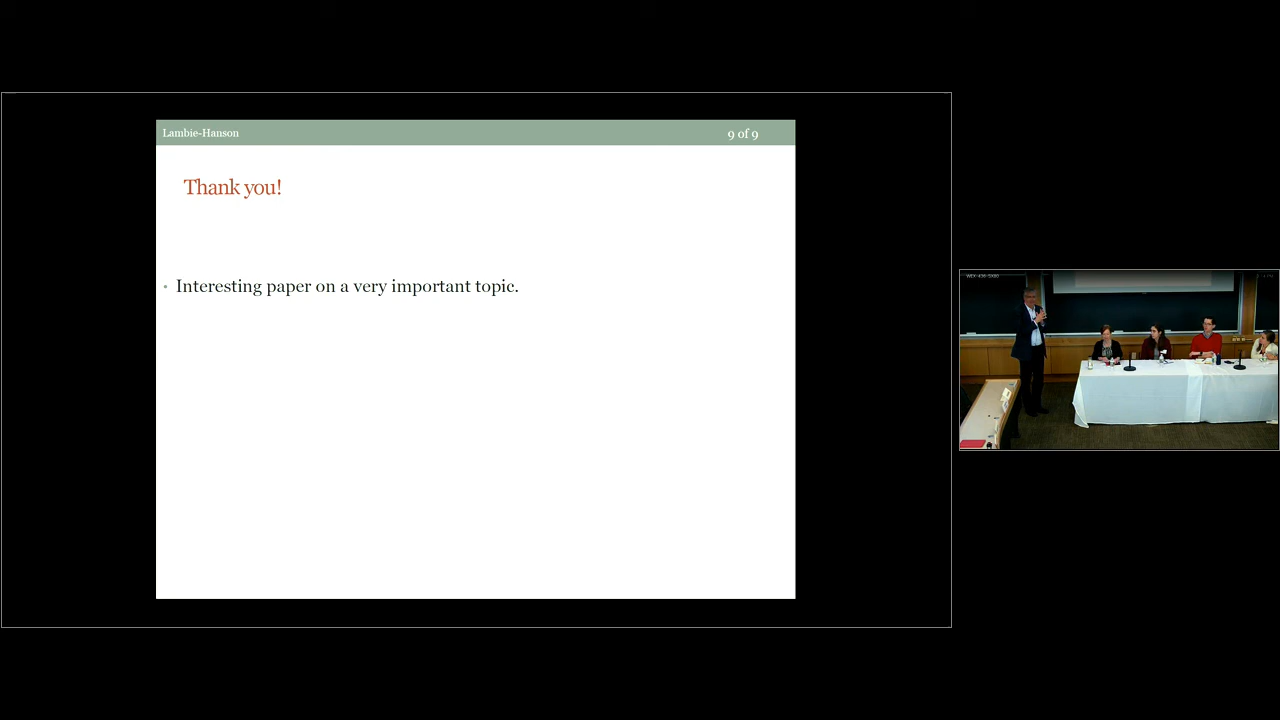 Lambie-Hanson
9 of 9
Thank you!
• Interesting paper on a very important topic.